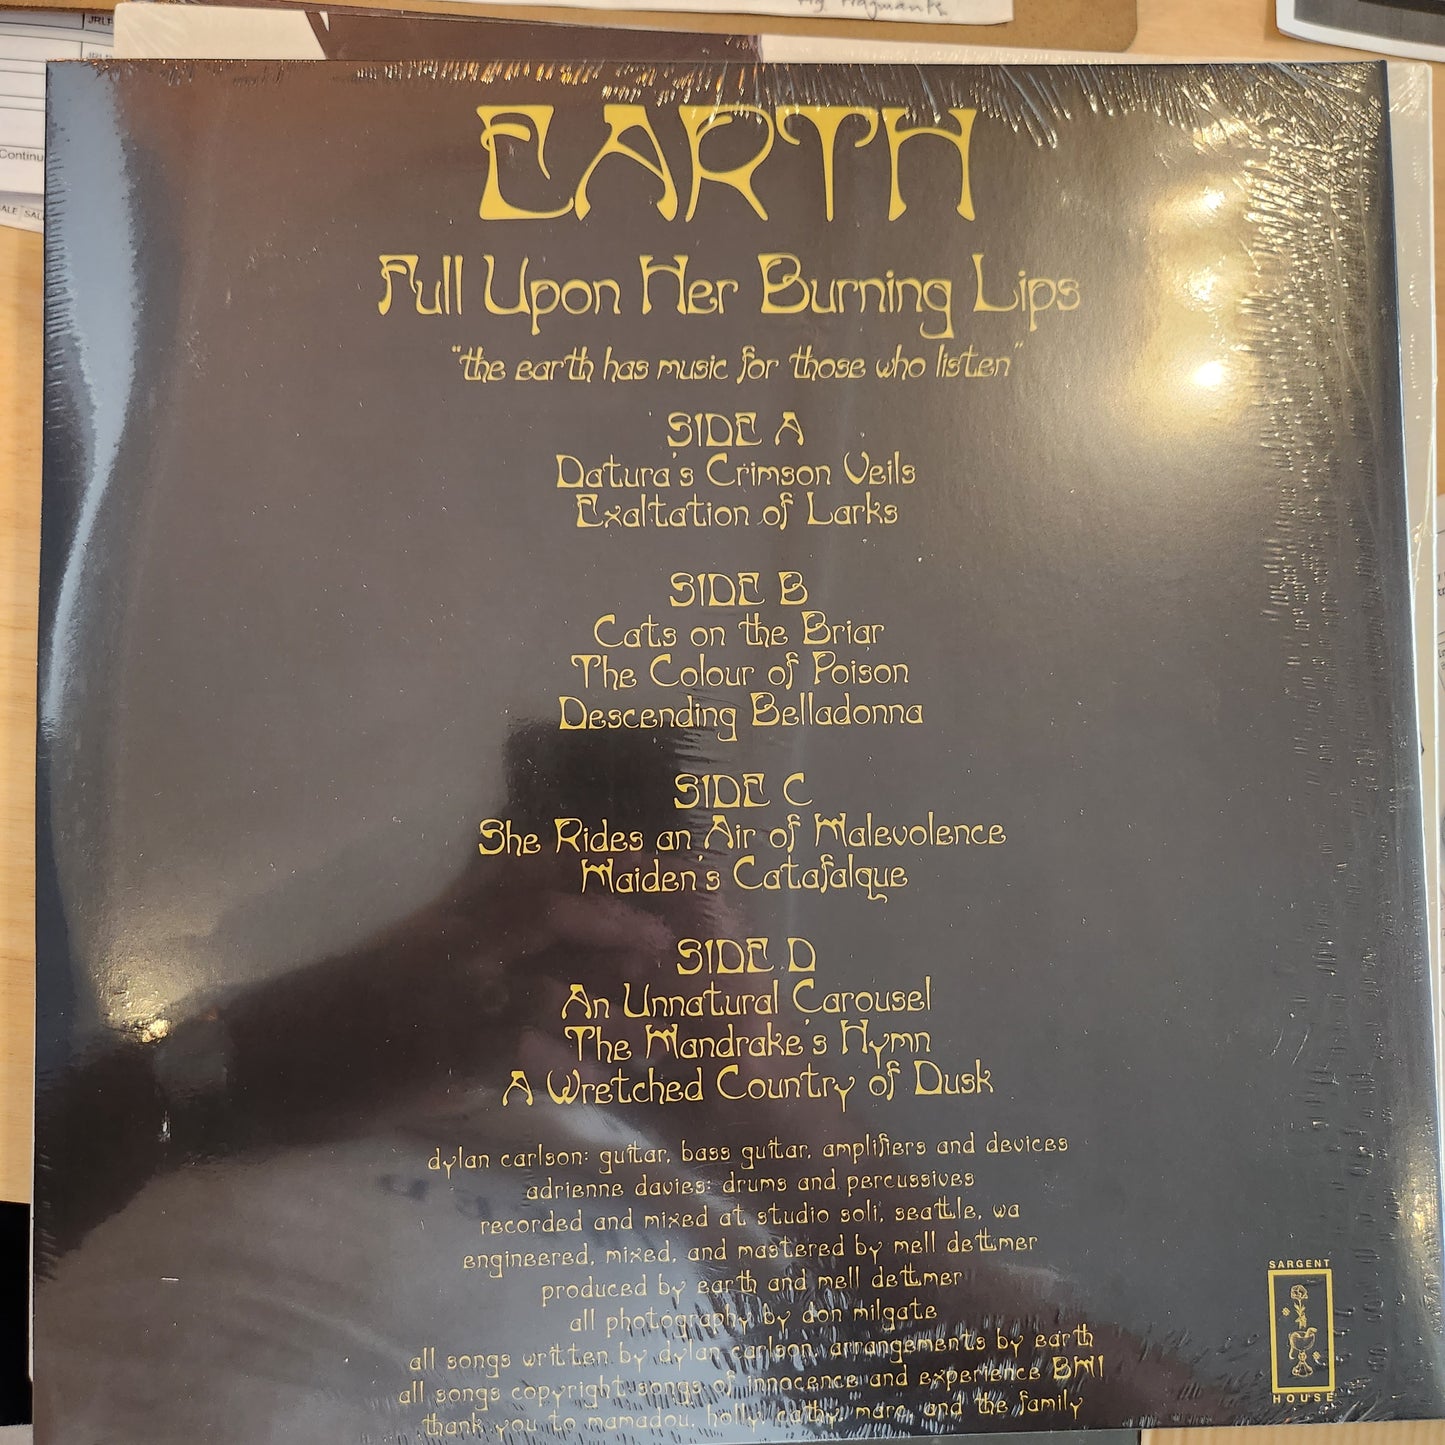 fragments
JRLP
Continu
ALE SAL
EARTH
Full Upon Her Burning Lips
"the earth has music for those who listen"
SIDE A
Datura's Crimson Veils
Exaltation of Larks
SIDE B
Cats on the Briar
The Colour of Poison
Descending Belladonna
SIDE C
She Rides an Air of Malevolence
Maiden's Catafalque
SIDE D
An Unnatural Carousel
The Mandrake's Hymn
A Wretched Country of Dusk
dylan carlson: guitar, bass guitar, amplifiers and devices
adrienne davies: drums and percussives
recorded and mixed at studio soli, seattle, wa
engineered, mixed, and mastered by mell dettmer
produced by earth and mell dettmer
all photography by don milgate
all songs written by dylan carlson, arrangements by earth
all songs copyright songs of innocence and experience BMI
thank you to mamadou, holly, cathy, marc, and the family
SARGENT
HOUSE